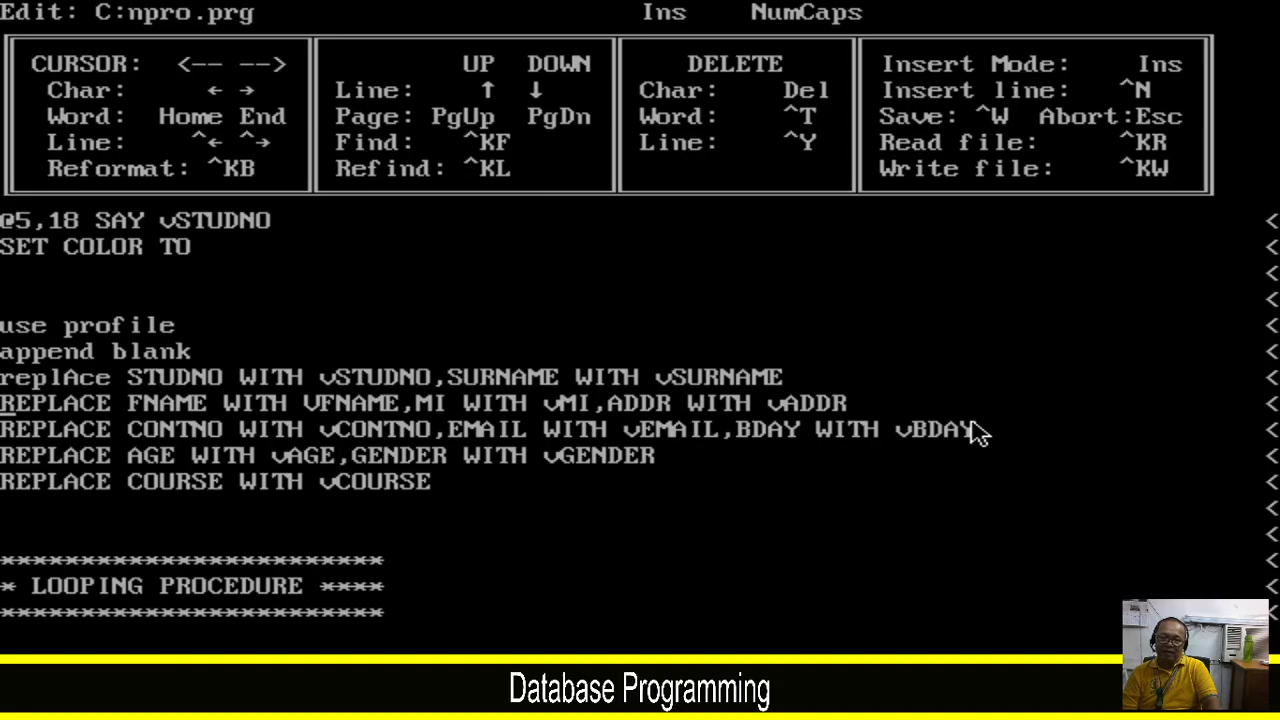 Edit: C:npro.prg Ins NumCaps
CURSOR: <-- --> UP DOWN DELETE Insert Mode: Ins
Char: ← → Line: ↑ ↓ Char: Del Insert line: ^N
Word: Home End Page: PgUp PgDn Word: ^T Save: ^W Abort:Esc
Line: ^← ^→ Find: ^KF Line: ^Y Read file: ^KR
Reformat: ^KB Refind: ^KL Write file: ^KW
@5,18 SAY vSTUDNO <
SET COLOR TO <
<
<
use profile <
append blank <
replAce STUDNO WITH vSTUDNO,SURNAME WITH vSURNAME <
REPLACE FNAME WITH VFNAME,MI WITH vMI,ADDR WITH vADDR <
REPLACE CONTNO WITH vCONTNO,EMAIL WITH vEMAIL,BDAY WITH vBDAY <
REPLACE AGE WITH vAGE,GENDER WITH vGENDER <
REPLACE COURSE WITH vCOURSE <
<
<
************************ <
* LOOPING PROCEDURE **** <
************************ <
Database Programming